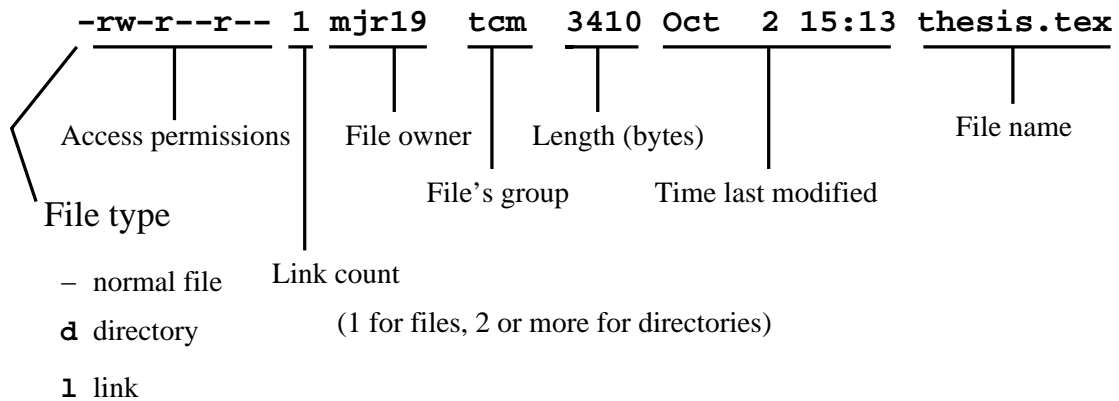 -rw-r--r-- 1 mjr19 tcm 3410 Oct 2 15:13 thesis.tex
Access permissions File owner Length (bytes) File name
File's group Time last modified
File type
Link count
– normal file
(1 for files, 2 or more for directories)
d directory
l link